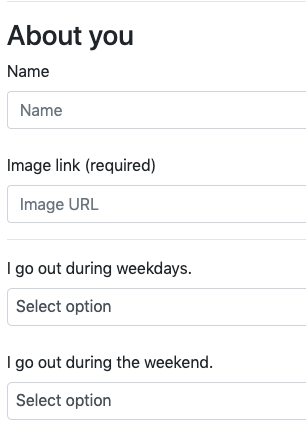 About you
Name
Name
Image link (required)
Image URL
I go out during weekdays.
Select option
I go out during the weekend.
Select option